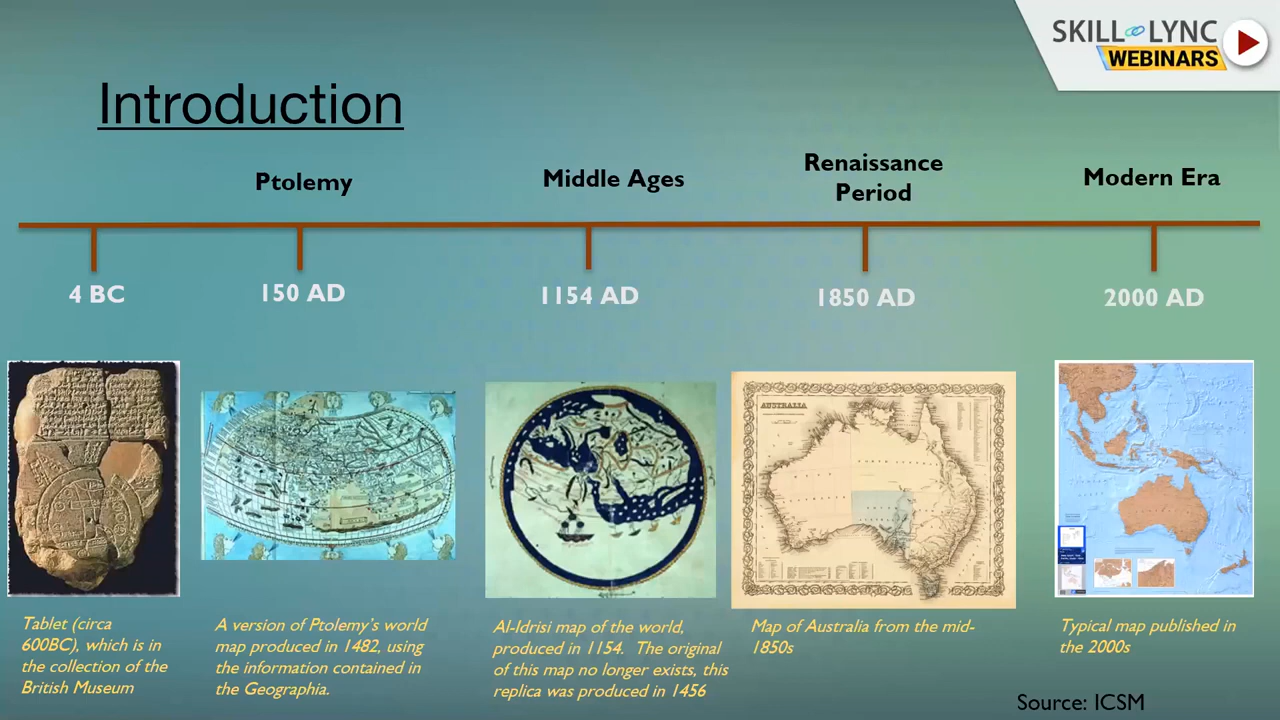 SKILL LYNC
WEBINARS
Introduction
Ptolemy
Middle Ages
Renaissance
Period
Modern Era
4 BC
150 AD
1154 AD
1850 AD
2000 AD
AUSTRALIA
Tablet (circa
600BC), which is in
the collection of the
British Museum
A version of Ptolemy's world
map produced in 1482, using
the information contained in
the Geographia.
Al-Idrisi map of the world,
produced in 1154. The original
of this map no longer exists, this
replica was produced in 1456
Map of Australia from the mid-
1850s
Typical map published in
the 2000s
Source: ICSM